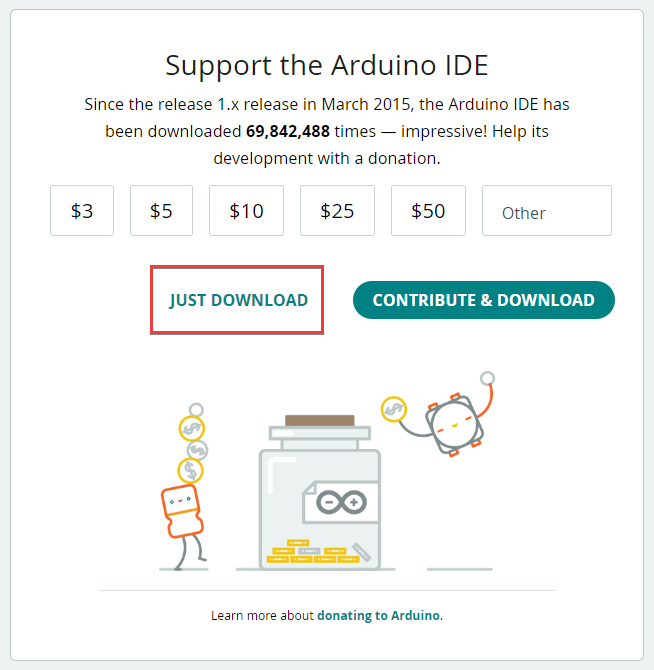 Support the Arduino IDE
Since the release 1.x release in March 2015, the Arduino IDE has
been downloaded 69,842,488 times — impressive! Help its
development with a donation.
$3 $5 $10 $25 $50 Other
JUST DOWNLOAD CONTRIBUTE & DOWNLOAD
Learn more about donating to Arduino.